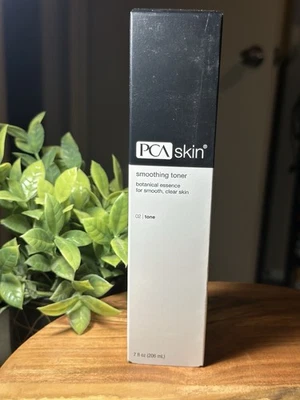 PCA skin®
smoothing toner
botanical essence
for smooth, clear skin
02 | tone
7 fl oz (206 mL)